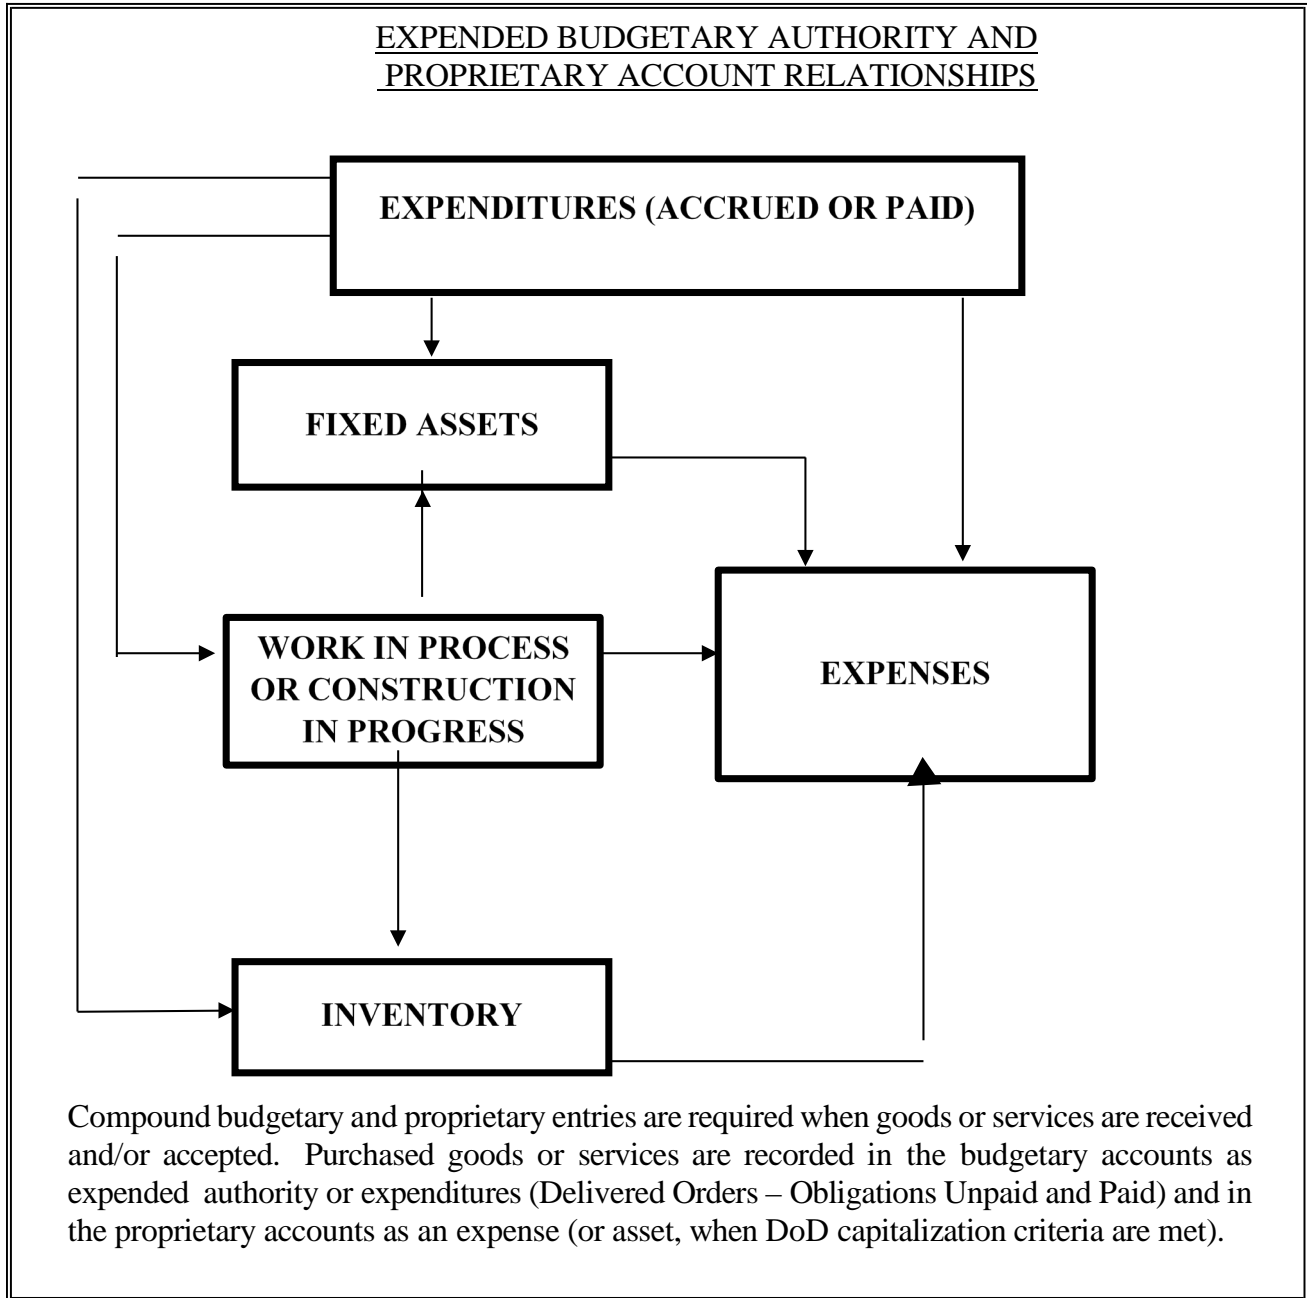 EXPENDED BUDGETARY AUTHORITY AND
PROPRIETARY ACCOUNT RELATIONSHIPS
EXPENDITURES (ACCRUED OR PAID)
FIXED ASSETS
WORK IN PROCESS
OR CONSTRUCTION
IN PROGRESS
EXPENSES
INVENTORY
Compound budgetary and proprietary entries are required when goods or services are received
and/or accepted. Purchased goods or services are recorded in the budgetary accounts as
expended authority or expenditures (Delivered Orders – Obligations Unpaid and Paid) and in
the proprietary accounts as an expense (or asset, when DoD capitalization criteria are met).